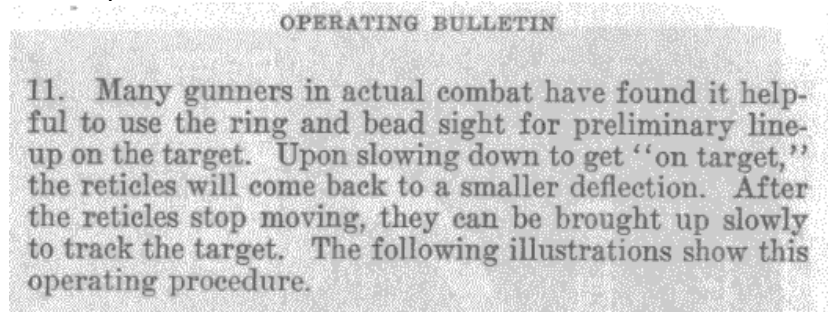 OPERATING BULLETIN
11. Many gunners in actual combat have found it help-
ful to use the ring and bead sight for preliminary line-
up on the target. Upon slowing down to get “on target,”
the reticles will come back to a smaller deflection. After
the reticles stop moving, they can be brought up slowly
to track the target. The following illustrations show this
operating procedure.